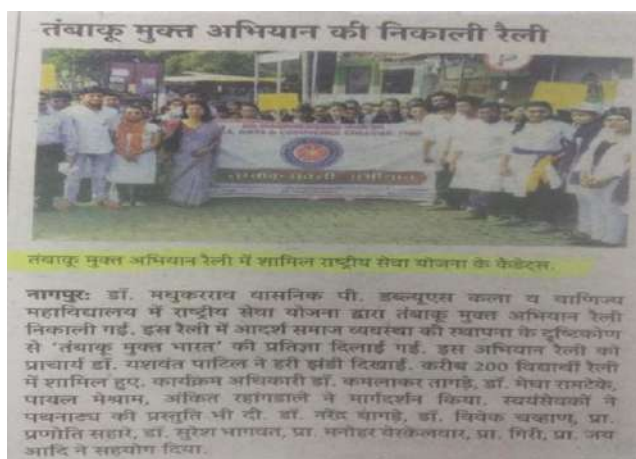 तंबाकू मुक्त अभियान की निकाली रैली
तंबाकू मुक्त अभियान रैली में शामिल राष्ट्रीय सेवा योजना के कैडेट्स.
नागपुर: डॉ. मधुकरराव वासनिक पी. डब्ल्यूएस कला व वाणिज्य
महाविद्यालय में राष्ट्रीय सेवा योजना द्वारा तंबाकू मुक्त अभियान रैली
निकाली गई. इस रैली में आदर्श समाज व्यवस्था की स्थापना के दृष्टिकोण
से ‘तंबाकू मुक्त भारत’ की प्रतिज्ञा दिलाई गई. इस अभियान रैली को
प्राचार्य डॉ. यशवंत पाटिल ने हरी झंडी दिखाई. करीब 200 विद्यार्थी रैली
में शामिल हुए. कार्यक्रम अधिकारी डॉ. कमलाकर तागडे, डॉ. मेघा रामटेके,
पायल मेश्राम, अंकित रहांगडाले ने मार्गदर्शन किया. स्वयंसेवकों ने
पथनाट्य की प्रस्तुति भी दी. डॉ. नरेंद्र घागड़े, डॉ. विवेक चव्हाण, प्रा.
प्रणोति सहारे, डॉ. सुरेश भागवत, प्रा. मनोहर येरकेलवार, प्रा. गिरी, प्रा. जय
आदि ने सहयोग दिया.